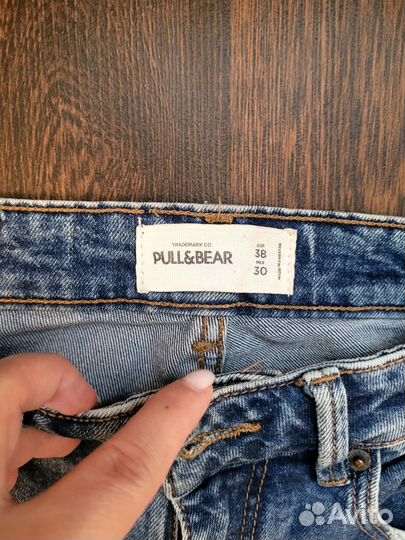 TRADEMARK CO.
PULL&BEAR
EUR
38
MEX
30
Avito